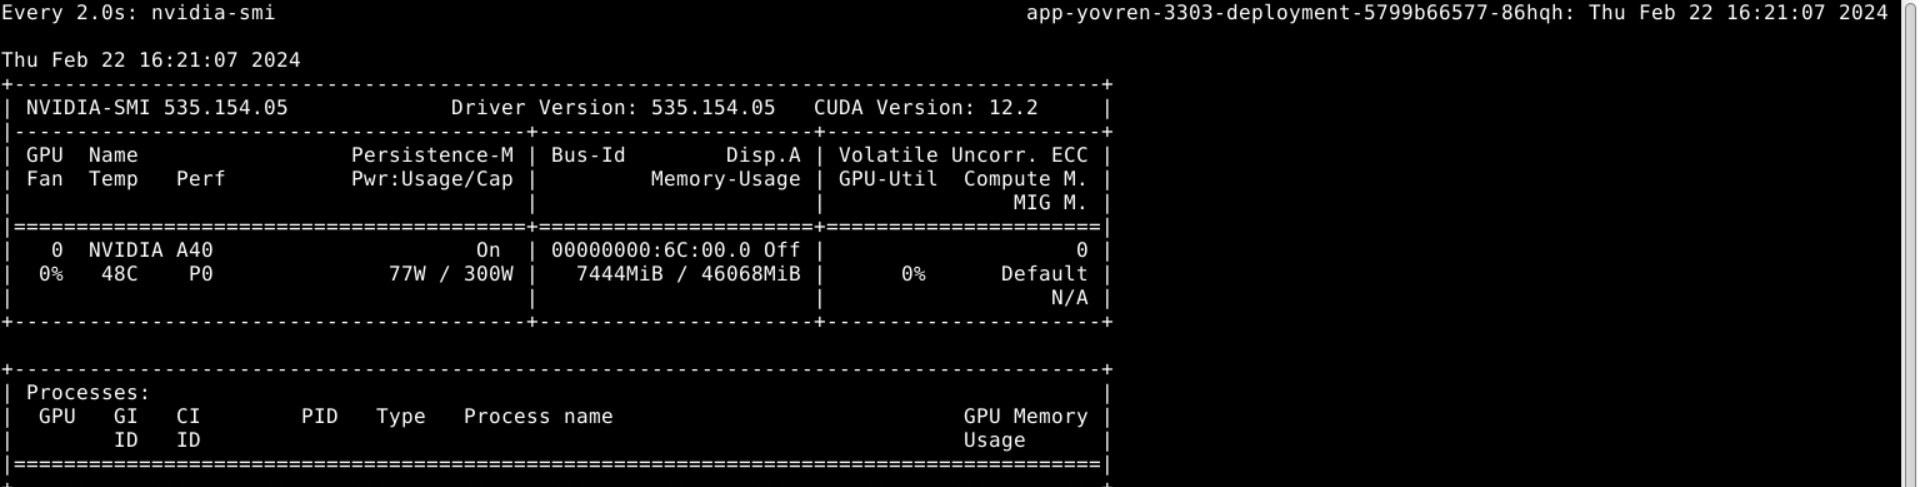 Every 2.0s: nvidia-smi                                                            app-yovren-3303-deployment-5799b66577-86hqh: Thu Feb 22 16:21:07 2024

Thu Feb 22 16:21:07 2024
+---------------------------------------------------------------------------------------+
| NVIDIA-SMI 535.154.05             Driver Version: 535.154.05   CUDA Version: 12.2     |
|-----------------------------------------+----------------------+----------------------+
| GPU  Name                 Persistence-M | Bus-Id        Disp.A | Volatile Uncorr. ECC |
| Fan  Temp   Perf          Pwr:Usage/Cap |         Memory-Usage | GPU-Util  Compute M. |
|                                         |                      |               MIG M. |
|=========================================+======================+======================|
|   0  NVIDIA A40                     On  | 00000000:6C:00.0 Off |                    0 |
|  0%   48C    P0              77W / 300W |   7444MiB / 46068MiB |      0%      Default |
|                                         |                      |                  N/A |
+-----------------------------------------+----------------------+----------------------+

+---------------------------------------------------------------------------------------+
| Processes:                                                                            |
|  GPU   GI   CI        PID   Type   Process name                            GPU Memory |
|        ID   ID                                                             Usage      |
|=======================================================================================|